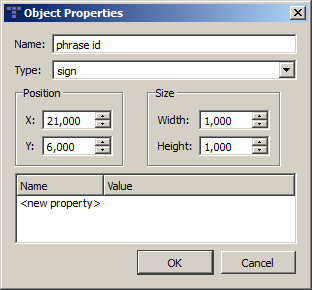 Object Properties
Name: phrase id
Type: sign
Position
X: 21,000
Y: 6,000
Size
Width: 1,000
Height: 1,000
Name Value
<new property>
OK Cancel